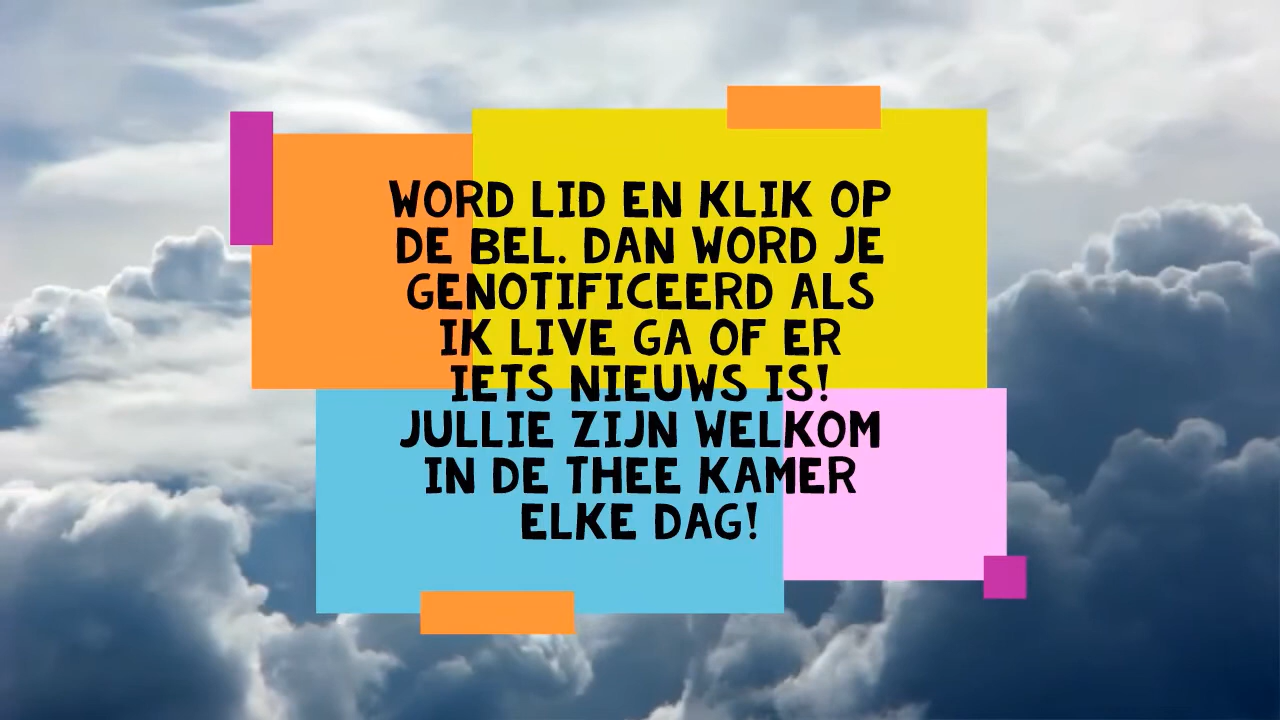 WORD LID EN KLIK OP
DE BEL. DAN WORD JE
GENOTIFICEERD ALS
IK LIVE GA OF ER
IETS NIEUWS IS!
JULLIE ZIJN WELKOM
IN DE THEE KAMER
ELKE DAG!